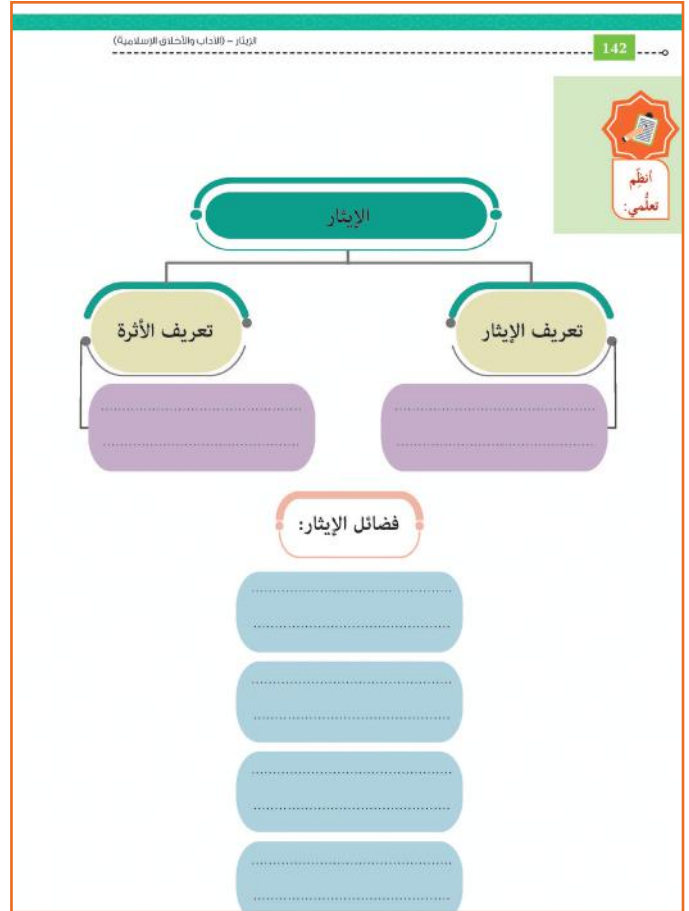 142
الإيثار – (الآداب والأخلاق الإسلامية)
أنظِّم
تعلُّمي:
الإيثار
تعريف الإيثار
تعريف الأثرة
فضائل الإيثار: